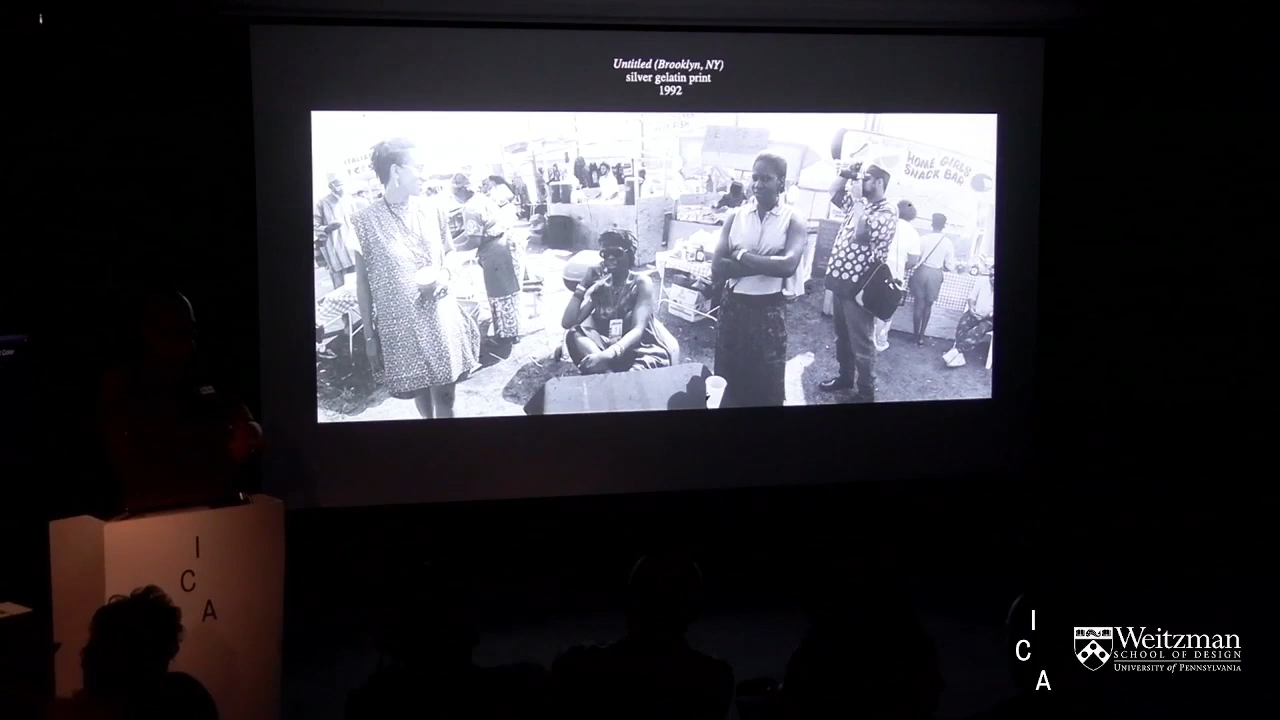 Untitled (Brooklyn, NY)
silver gelatin print
1992
HOME GIRLS
SNACK BAR
I
C
A
I
C
A
Weitzman
SCHOOL OF DESIGN
UNIVERSITY OF PENNSYLVANIA